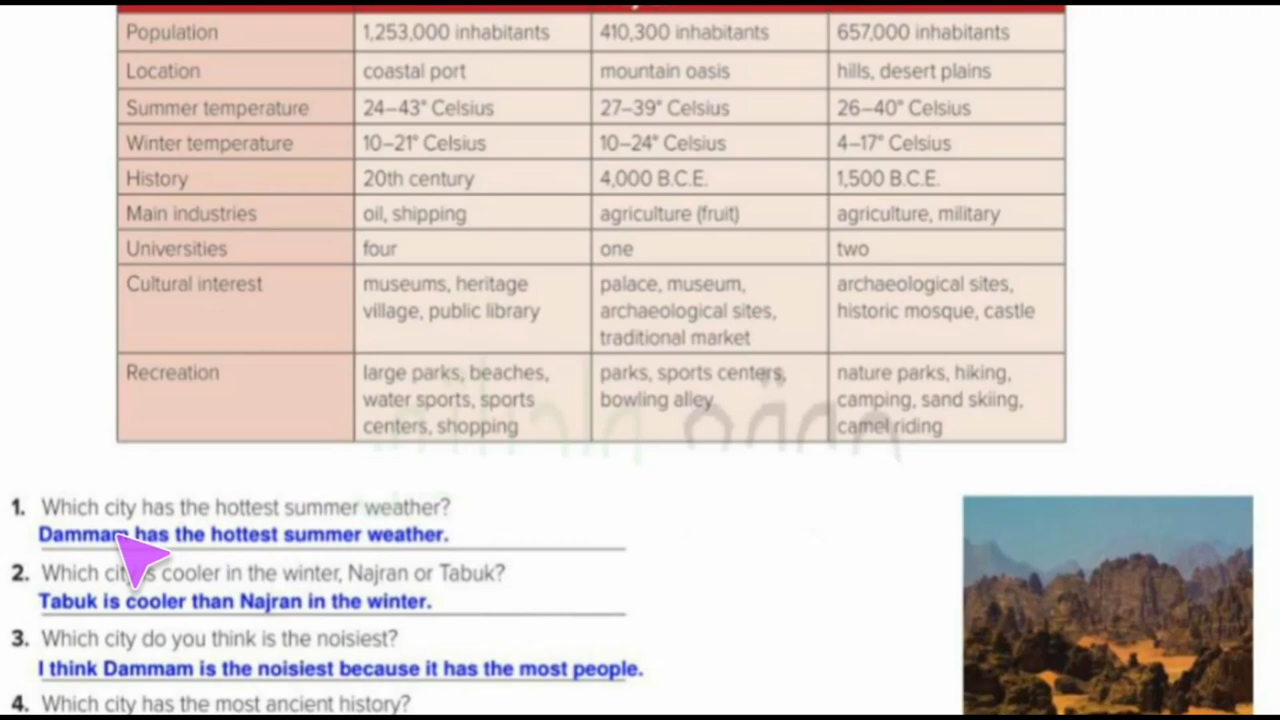 Population 1,253,000 inhabitants 410,300 inhabitants 657,000 inhabitants
Location coastal port mountain oasis hills, desert plains
Summer temperature 24–43° Celsius 27–39° Celsius 26–40° Celsius
Winter temperature 10–21° Celsius 10–24° Celsius 4–17° Celsius
History 20th century 4,000 B.C.E. 1,500 B.C.E.
Main industries oil, shipping agriculture (fruit) agriculture, military
Universities four one two
Cultural interest museums, heritage palace, museum, archaeological sites,
village, public library archaeological sites, historic mosque, castle
traditional market
Recreation large parks, beaches, parks, sports centers, nature parks, hiking,
water sports, sports bowling alley camping, sand skiing,
centers, shopping camel riding
1. Which city has the hottest summer weather?
Dammam has the hottest summer weather.
2. Which city is cooler in the winter, Najran or Tabuk?
Tabuk is cooler than Najran in the winter.
3. Which city do you think is the noisiest?
I think Dammam is the noisiest because it has the most people.
4. Which city has the most ancient history?